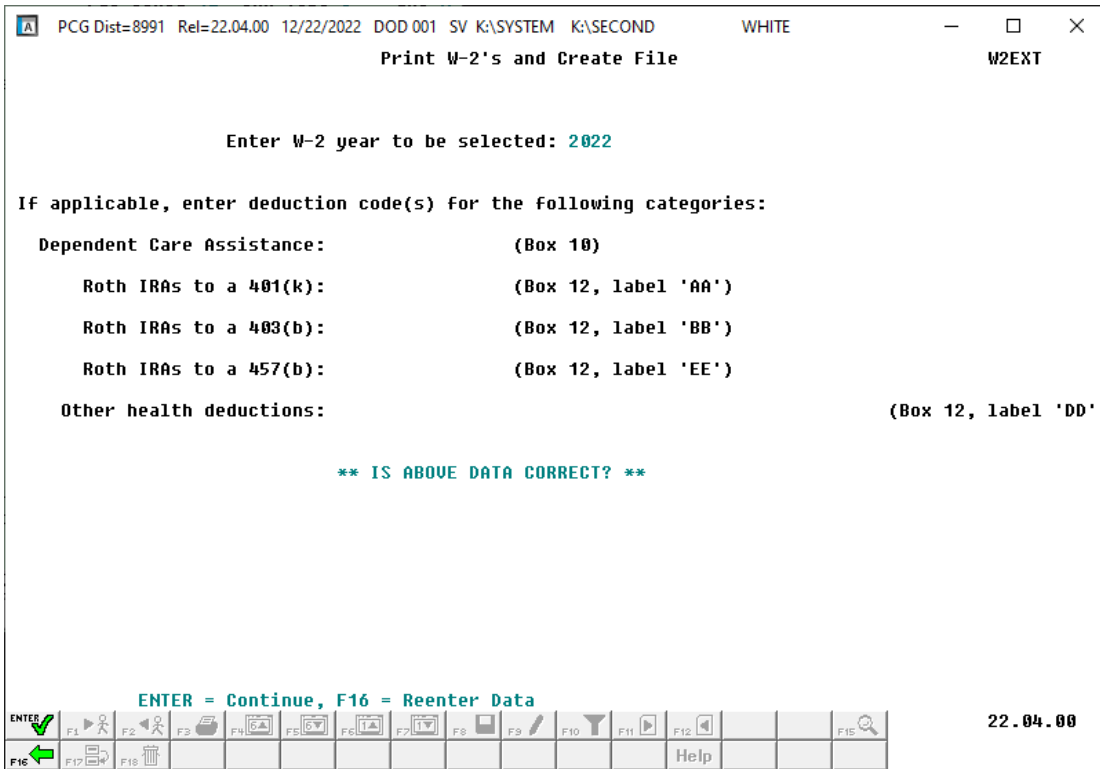 PCG Dist=8991 Rel=22.04.00 12/22/2022 DOD 001 SV K:\SYSTEM K:\SECOND WHITE
Print W-2's and Create File W2EXT
Enter W-2 year to be selected: 2022
If applicable, enter deduction code(s) for the following categories:
Dependent Care Assistance: (Box 10)
Roth IRAs to a 401(k): (Box 12, label 'AA')
Roth IRAs to a 403(b): (Box 12, label 'BB')
Roth IRAs to a 457(b): (Box 12, label 'EE')
Other health deductions: (Box 12, label 'DD'
** IS ABOVE DATA CORRECT? **
ENTER = Continue, F16 = Reenter Data
ENTER F1 F2 F3 F4 F5 F6 F7 F8 F9 F10 F11 F12 F15 22.04.00
F16 F17 F18 Help